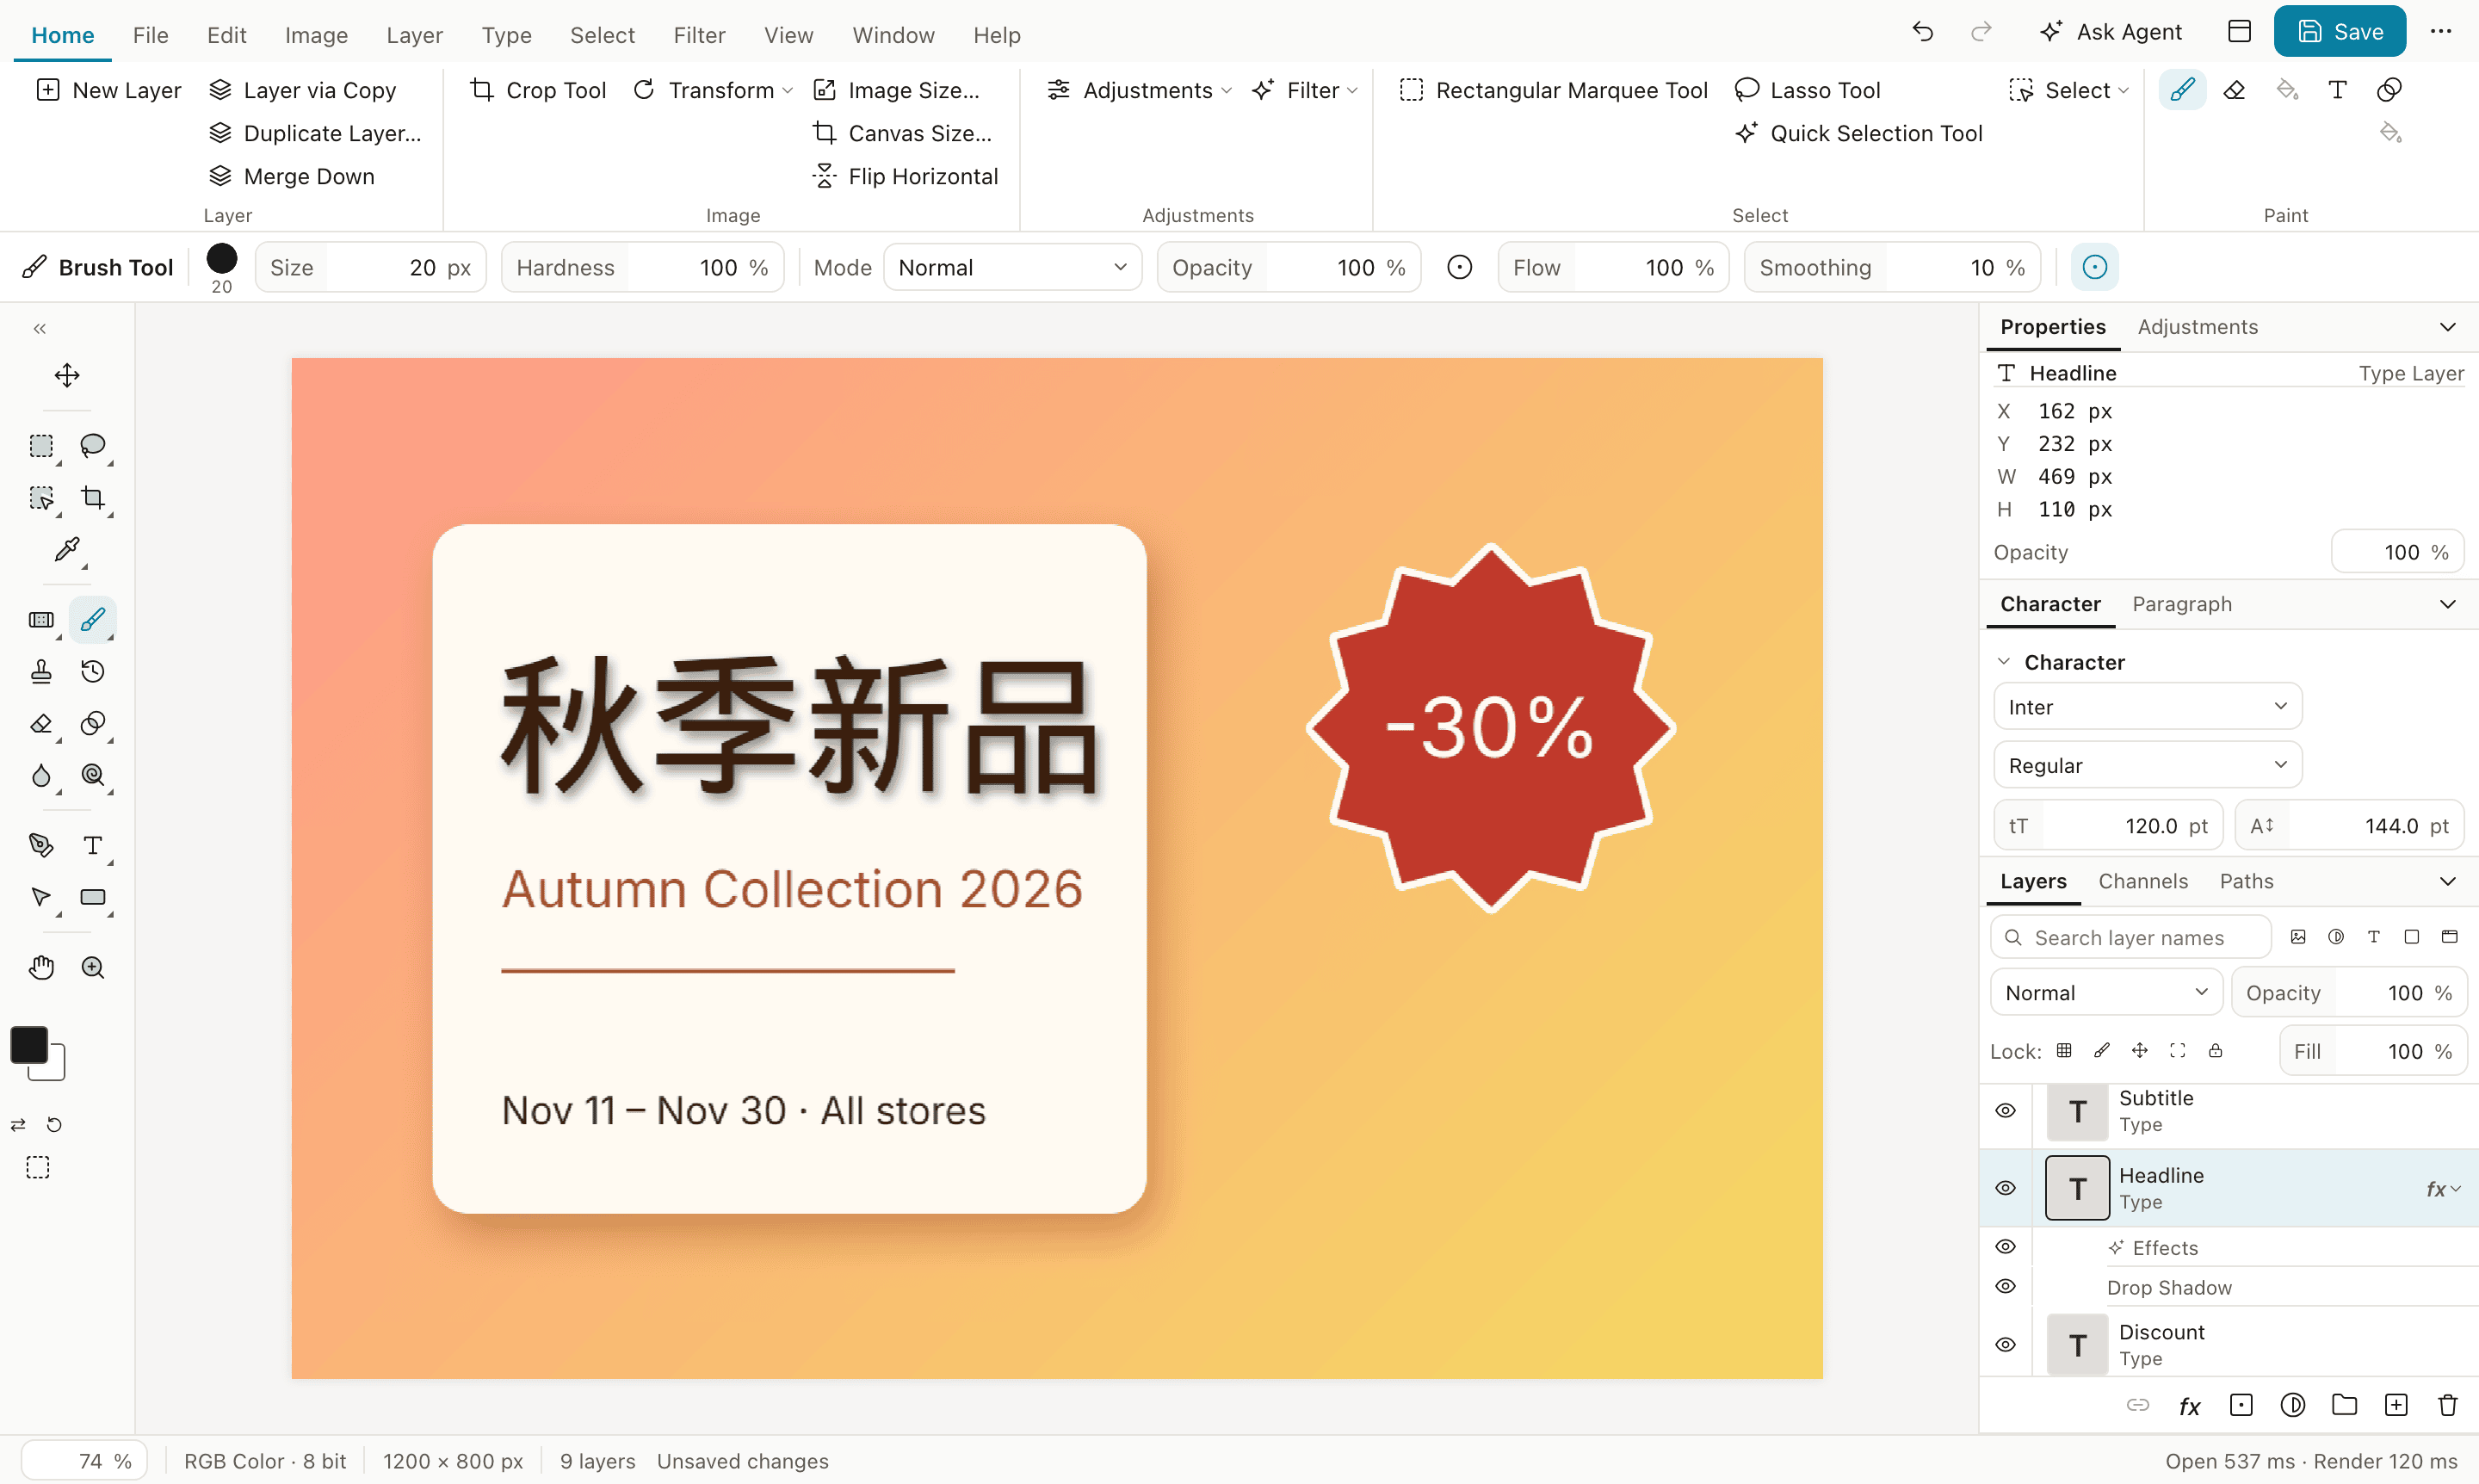 Home File Edit Image Layer Type Select Filter View Window Help Ask Agent Save
New Layer Layer via Copy Crop Tool Transform Image Size... Adjustments Filter Rectangular Marquee Tool Lasso Tool Select
Duplicate Layer... Canvas Size... Quick Selection Tool
Merge Down Flip Horizontal
Layer Image Adjustments Select Paint
Brush Tool 20 Size 20 px Hardness 100 % Mode Normal Opacity 100 % Flow 100 % Smoothing 10 %
秋季新品
Autumn Collection 2026
Nov 11 – Nov 30 · All stores
-30%
Properties Adjustments
T Headline Type Layer
X 162 px
Y 232 px
W 469 px
H 110 px
Opacity 100 %
Character Paragraph
Character
Inter
Regular
tT 120.0 pt A 144.0 pt
Layers Channels Paths
Search layer names
Normal Opacity 100 %
Lock: Fill 100 %
T Subtitle
Type
T Headline
Type
fx
Effects
Drop Shadow
T Discount
Type
fx
74 % RGB Color · 8 bit 1200 × 800 px 9 layers Unsaved changes Open 537 ms · Render 120 ms